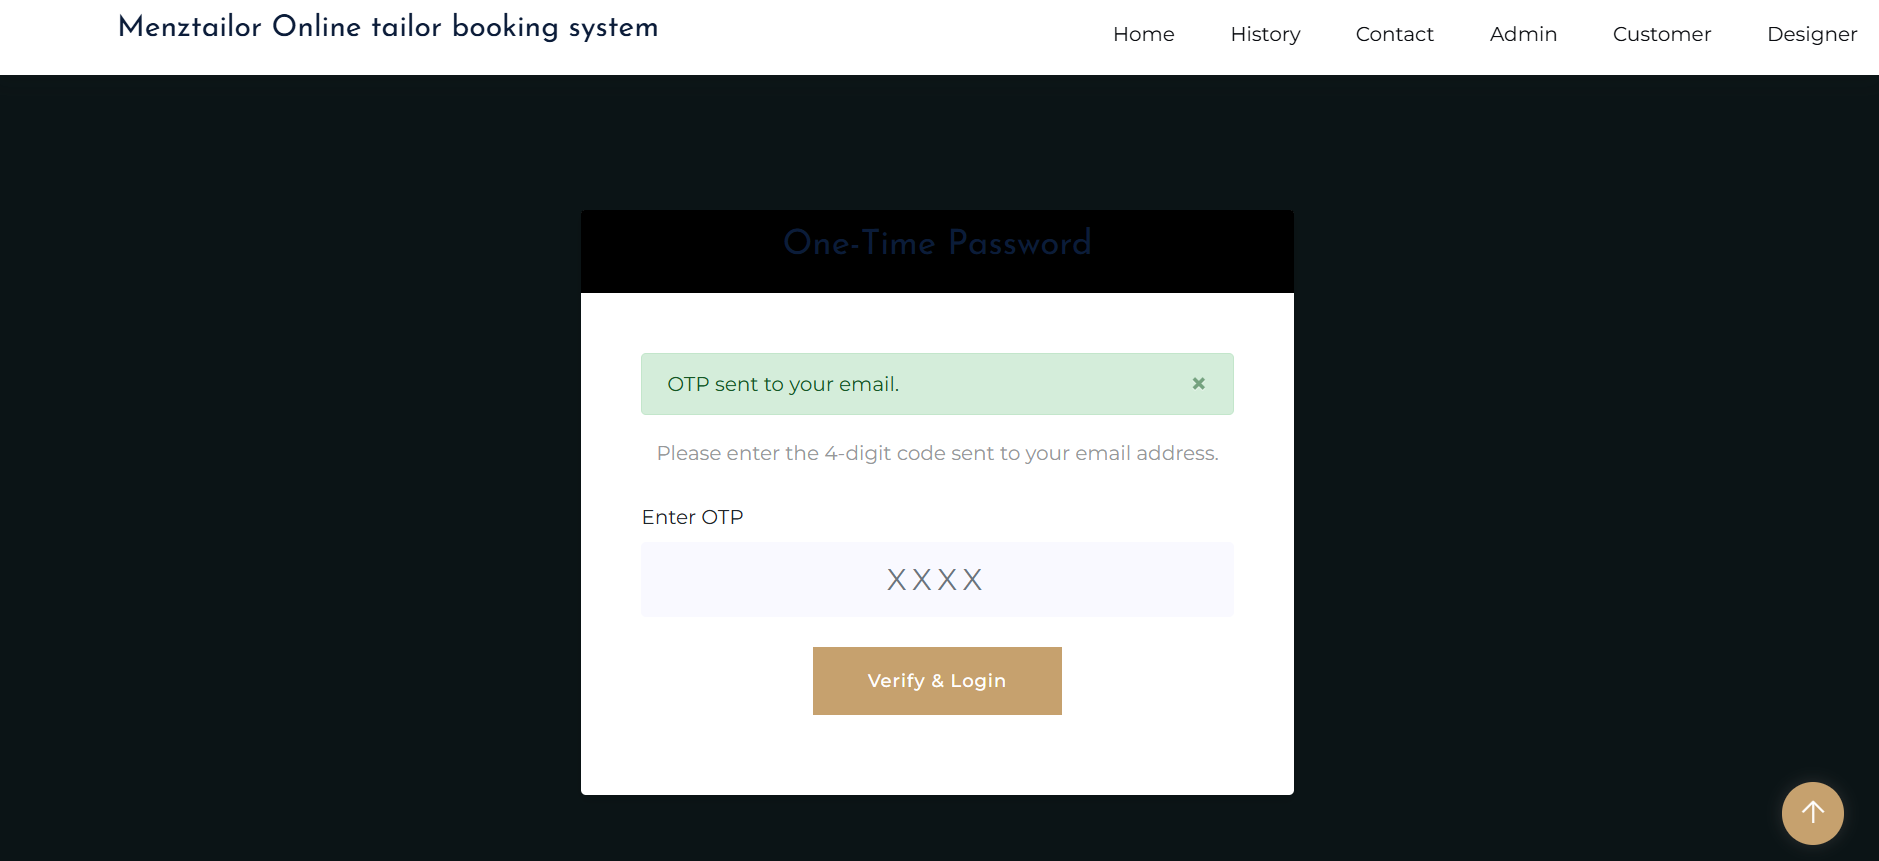 Menztailor Online tailor booking system
Home History Contact Admin Customer Designer
One-Time Password
OTP sent to your email. ×
Please enter the 4-digit code sent to your email address.
Enter OTP
XXXX
Verify & Login